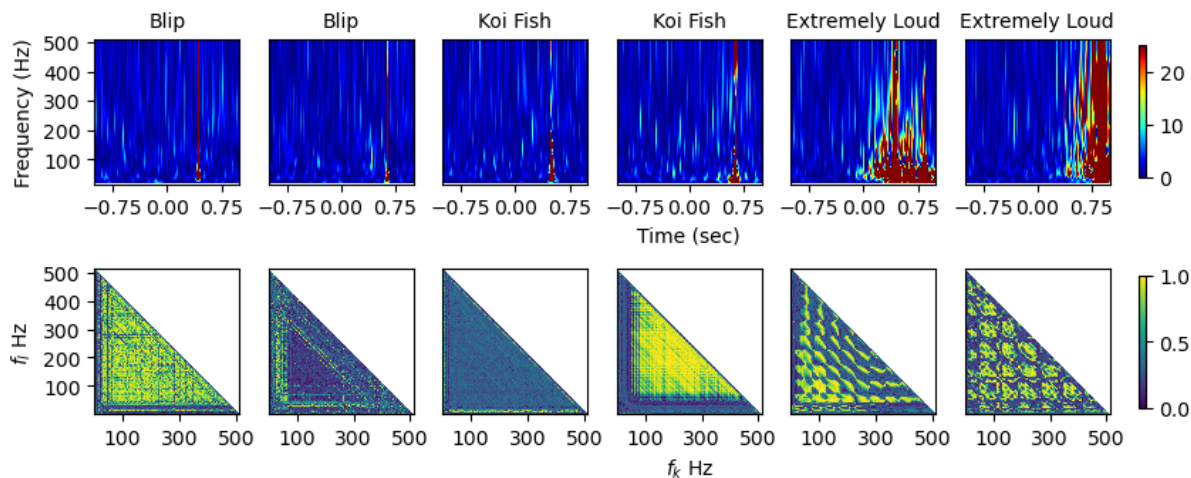 Blip Blip Koi Fish Koi Fish Extremely Loud Extremely Loud
Frequency (Hz)
500
400
300
200
100
20
10
0
−0.75 0.00 0.75 −0.75 0.00 0.75 −0.75 0.00 0.75 −0.75 0.00 0.75 −0.75 0.00 0.75 −0.75 0.00 0.75
Time (sec)
f_l Hz
500
400
300
200
100
1.0
0.5
0.0
100 300 500 100 300 500 100 300 500 100 300 500 100 300 500 100 300 500
f_k Hz